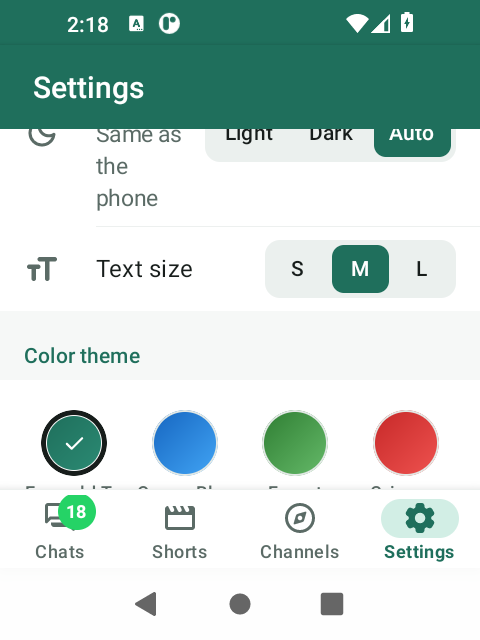 2:18
Settings
Same as
the
phone
Light Dark Auto
Text size
S M L
Color theme
18
Chats Shorts Channels Settings